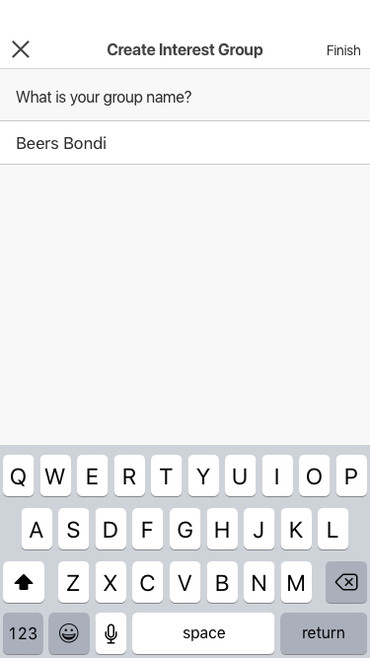 Create Interest Group Finish
What is your group name?
Beers Bondi
Q W E R T Y U I O P
A S D F G H J K L
Z X C V B N M
123 space return